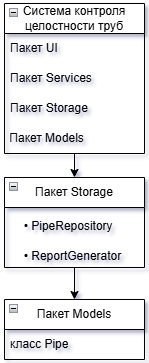 Система контроля
целостности труб
Пакет UI
Пакет Services
Пакет Storage
Пакет Models
Пакет Storage
• PipeRepository
• ReportGenerator
Пакет Models
класс Pipe